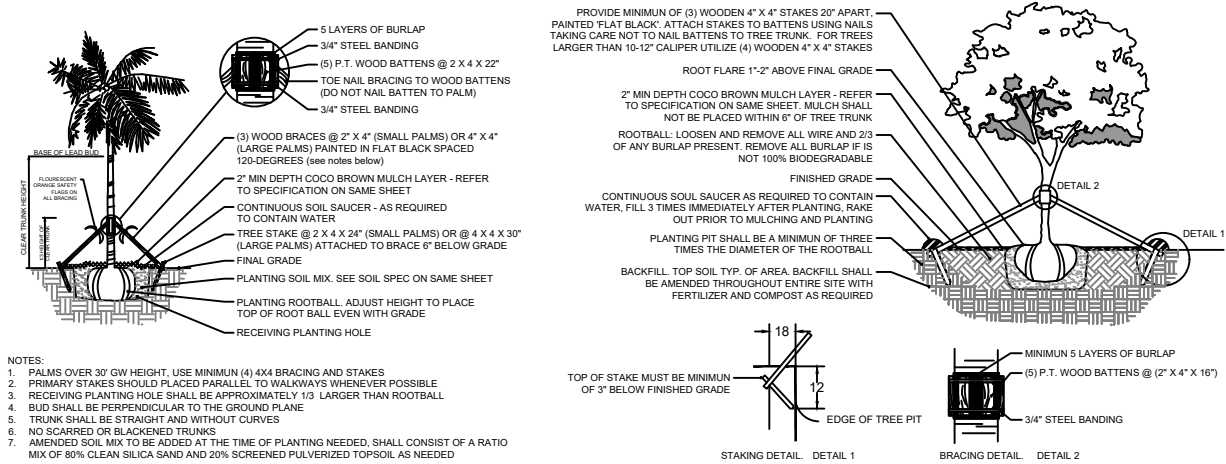 5 LAYERS OF BURLAP
3/4" STEEL BANDING
(5) P.T. WOOD BATTENS @ 2 X 4 X 22"
TOE NAIL BRACING TO WOOD BATTENS
(DO NOT NAIL BATTEN TO PALM)
3/4" STEEL BANDING
(3) WOOD BRACES @ 2" X 4" (SMALL PALMS) OR 4" X 4"
(LARGE PALMS) PAINTED IN FLAT BLACK SPACED
120-DEGREES (see notes below)
2" MIN DEPTH COCO BROWN MULCH LAYER - REFER
TO SPECIFICATION ON SAME SHEET
CONTINUOUS SOIL SAUCER - AS REQUIRED
TO CONTAIN WATER
TREE STAKE @ 2 X 4 X 24" (SMALL PALMS) OR @ 4 X 4 X 30"
(LARGE PALMS) ATTACHED TO BRACE 6" BELOW GRADE
FINAL GRADE
PLANTING SOIL MIX. SEE SOIL SPEC ON SAME SHEET
PLANTING ROOTBALL. ADJUST HEIGHT TO PLACE
TOP OF ROOT BALL EVEN WITH GRADE
RECEIVING PLANTING HOLE
BASE OF LEAD BUD
FLOURESCENT
ORANGE SAFETY
FLAGS ON
ALL BRACING
CLEAR TRUNK HEIGHT
CLEAR TRUNK
NOTES:
1. PALMS OVER 30' GW HEIGHT, USE MINIMUN (4) 4X4 BRACING AND STAKES
2. PRIMARY STAKES SHOULD PLACED PARALLEL TO WALKWAYS WHENEVER POSSIBLE
3. RECEIVING PLANTING HOLE SHALL BE APPROXIMATELY 1/3 LARGER THAN ROOTBALL
4. BUD SHALL BE PERPENDICULAR TO THE GROUND PLANE
5. TRUNK SHALL BE STRAIGHT AND WITHOUT CURVES
6. NO SCARRED OR BLACKENED TRUNKS
7. AMENDED SOIL MIX TO BE ADDED AT THE TIME OF PLANTING NEEDED, SHALL CONSIST OF A RATIO
MIX OF 80% CLEAN SILICA SAND AND 20% SCREENED PULVERIZED TOPSOIL AS NEEDED
PROVIDE MINIMUN OF (3) WOODEN 4" X 4" STAKES 20" APART,
PAINTED 'FLAT BLACK'. ATTACH STAKES TO BATTENS USING NAILS
TAKING CARE NOT TO NAIL BATTENS TO TREE TRUNK. FOR TREES
LARGER THAN 10-12" CALIPER UTILIZE (4) WOODEN 4" X 4" STAKES
ROOT FLARE 1"-2" ABOVE FINAL GRADE
2" MIN DEPTH COCO BROWN MULCH LAYER - REFER
TO SPECIFICATION ON SAME SHEET. MULCH SHALL
NOT BE PLACED WITHIN 6" OF TREE TRUNK
ROOTBALL: LOOSEN AND REMOVE ALL WIRE AND 2/3
OF ANY BURLAP PRESENT. REMOVE ALL BURLAP IF IS
NOT 100% BIODEGRADABLE
FINISHED GRADE
CONTINUOUS SOUL SAUCER AS REQUIRED TO CONTAIN
WATER, FILL 3 TIMES IMMEDIATELY AFTER PLANTING, RAKE
OUT PRIOR TO MULCHING AND PLANTING
PLANTING PIT SHALL BE A MINIMUN OF THREE
TIMES THE DIAMETER OF THE ROOTBALL
BACKFILL. TOP SOIL TYP. OF AREA. BACKFILL SHALL
BE AMENDED THROUGHOUT ENTIRE SITE WITH
FERTILIZER AND COMPOST AS REQUIRED
DETAIL 2
DETAIL 1
18
12
TOP OF STAKE MUST BE MINIMUM
OF 3" BELOW FINISHED GRADE
EDGE OF TREE PIT
STAKING DETAIL. DETAIL 1
MINIMUN 5 LAYERS OF BURLAP
(5) P.T. WOOD BATTENS @ (2" X 4" X 16")
3/4" STEEL BANDING
BRACING DETAIL. DETAIL 2